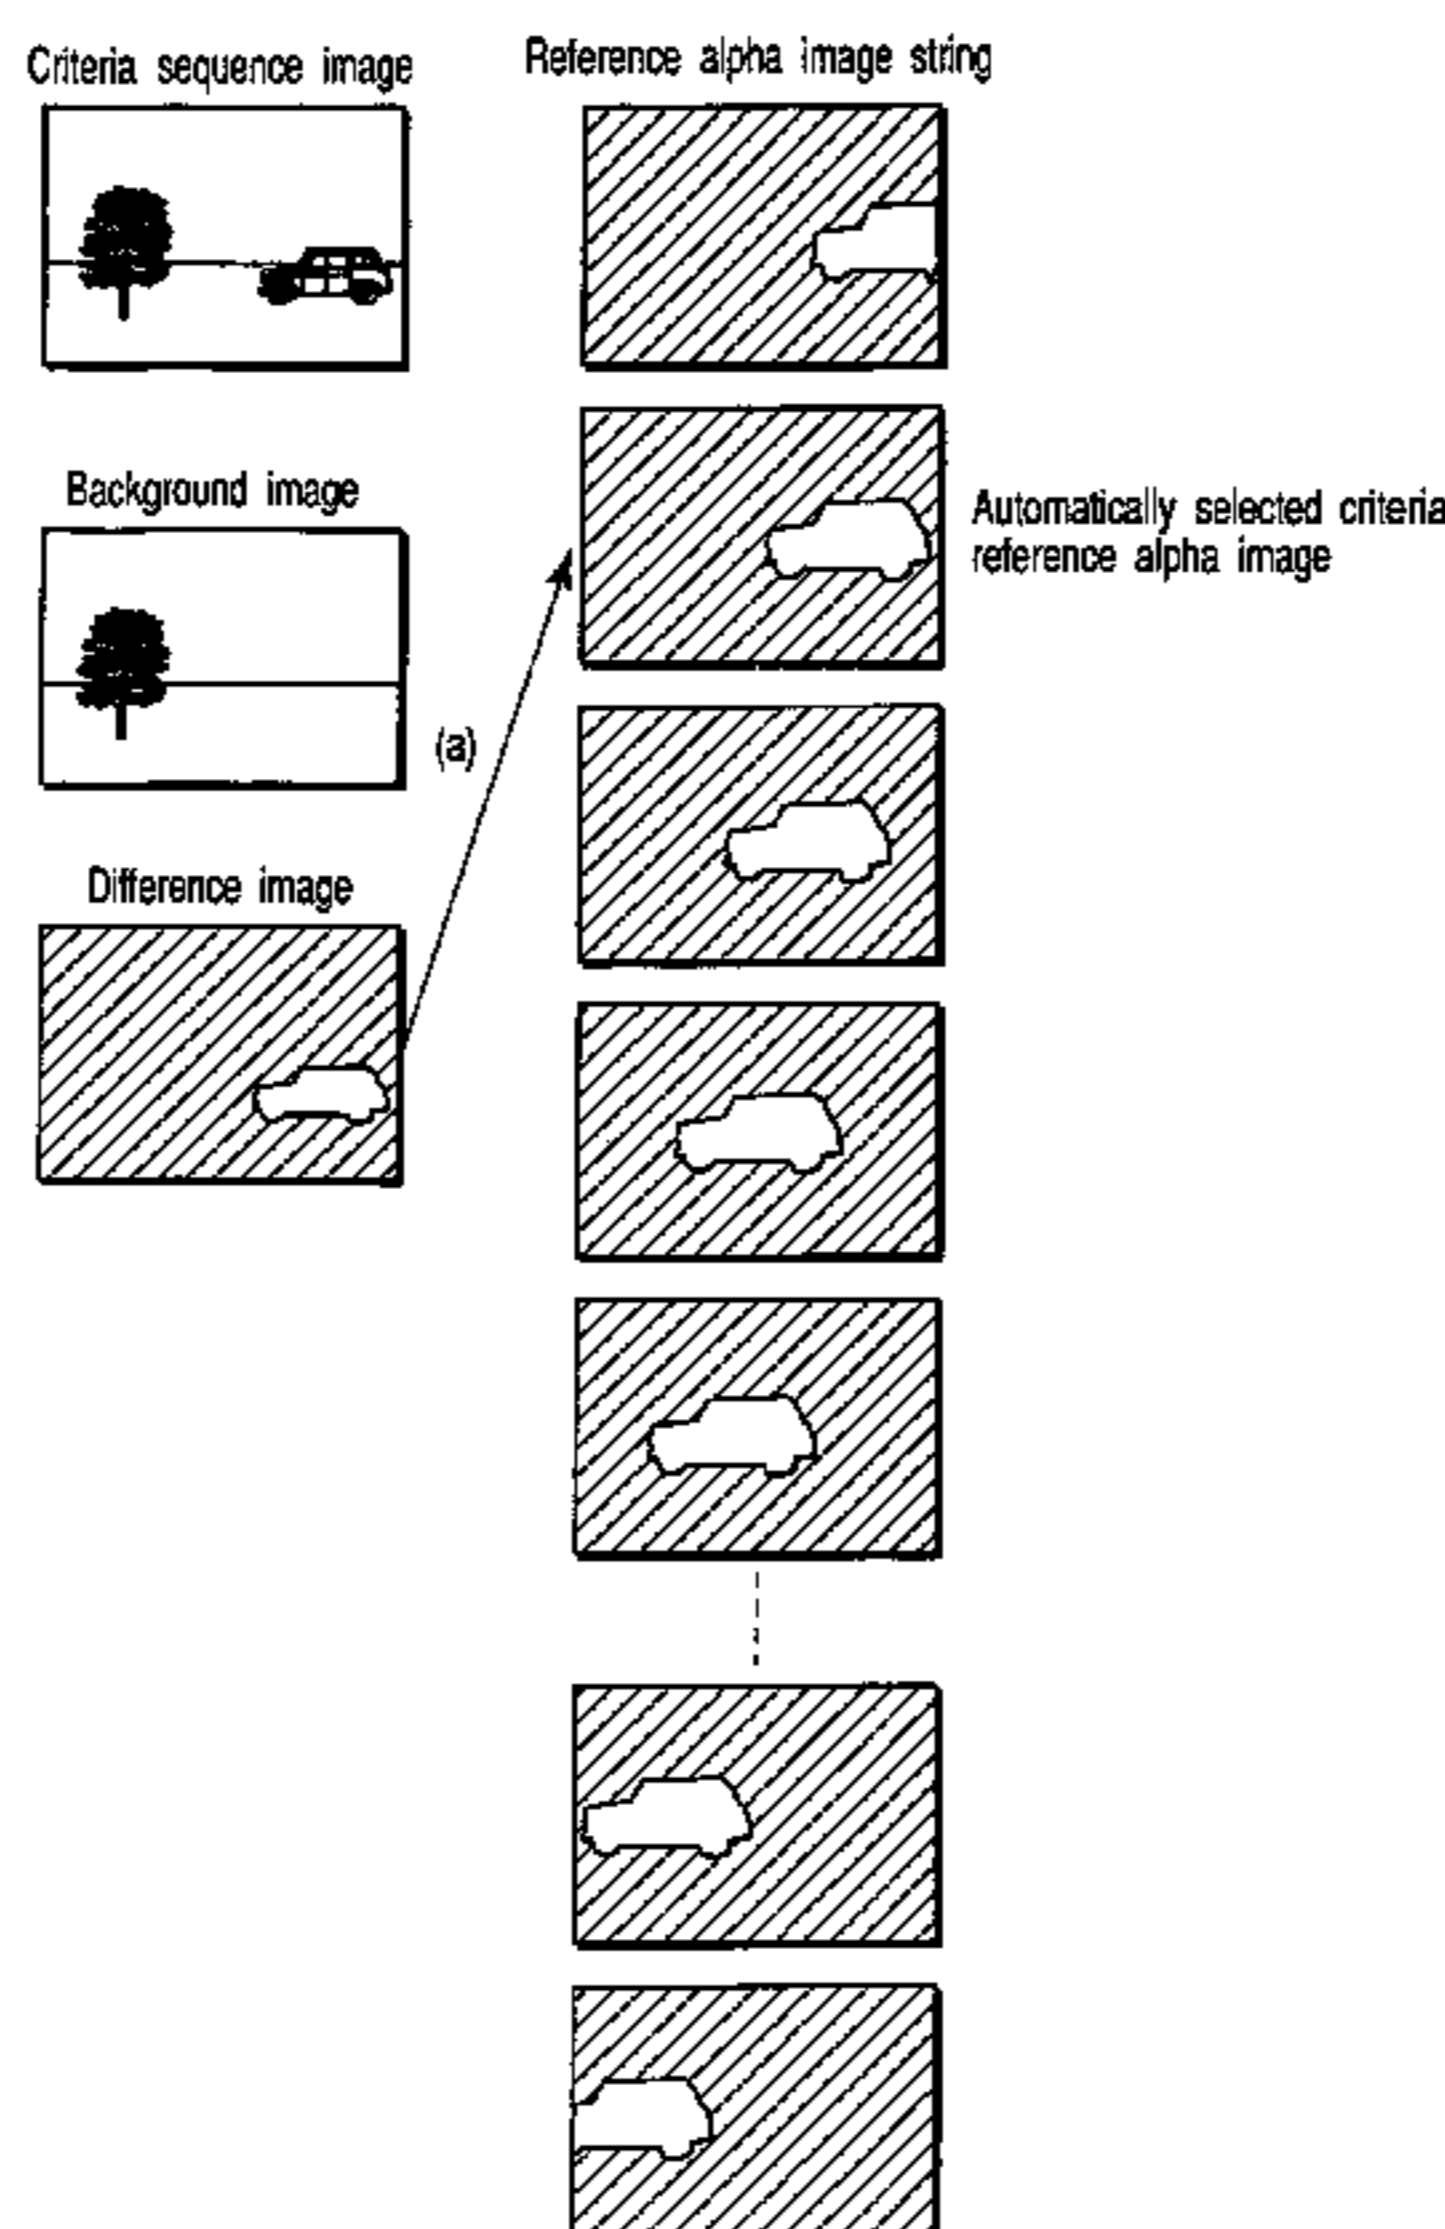 Criteria sequence image
Reference alpha image string
Background image
Automatically selected criteria
reference alpha image
(a)
Difference image